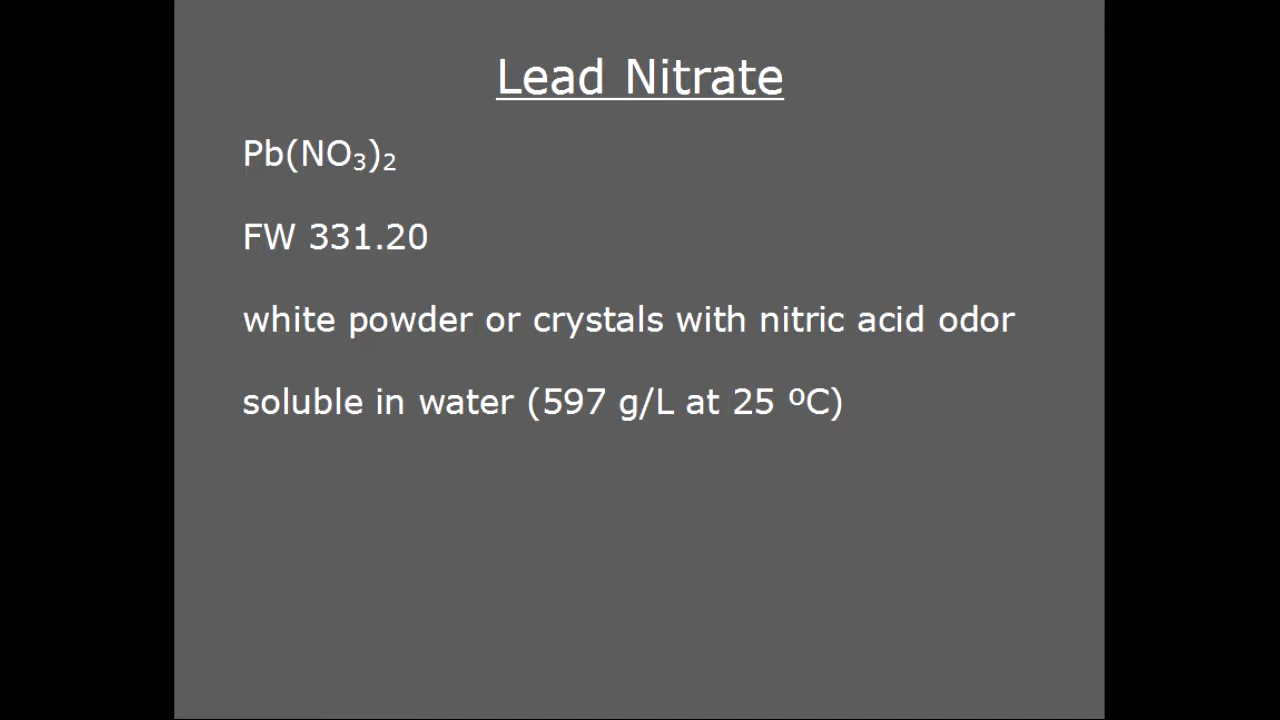 Lead Nitrate
Pb(NO₃)₂
FW 331.20
white powder or crystals with nitric acid odor
soluble in water (597 g/L at 25 ºC)